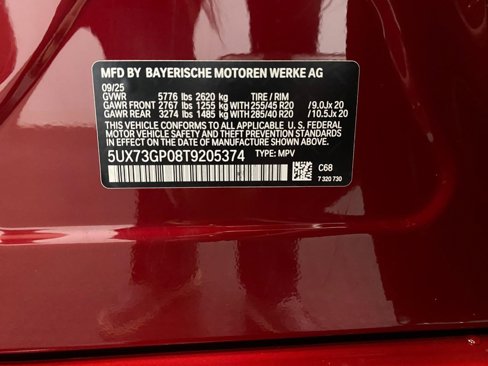 MFD BY BAYERISCHE MOTOREN WERKE AG
09/25
GVWR 5776 lbs 2620 kg TIRE / RIM
GAWR FRONT 2767 lbs 1255 kg WITH 255/45 R20 /9.0Jx 20
GAWR REAR 3274 lbs 1485 kg WITH 285/40 R20 /10.5Jx 20
THIS VEHICLE CONFORMS TO ALL APPLICABLE U.S.
FEDERAL MOTOR VEHICLE SAFETY STANDARDS IN
EFFECT ON THE DATE OF MANUFACTURE SHOWN ABOVE.
5UX73GP08T9205374 TYPE: MPV
C68
7 320 730